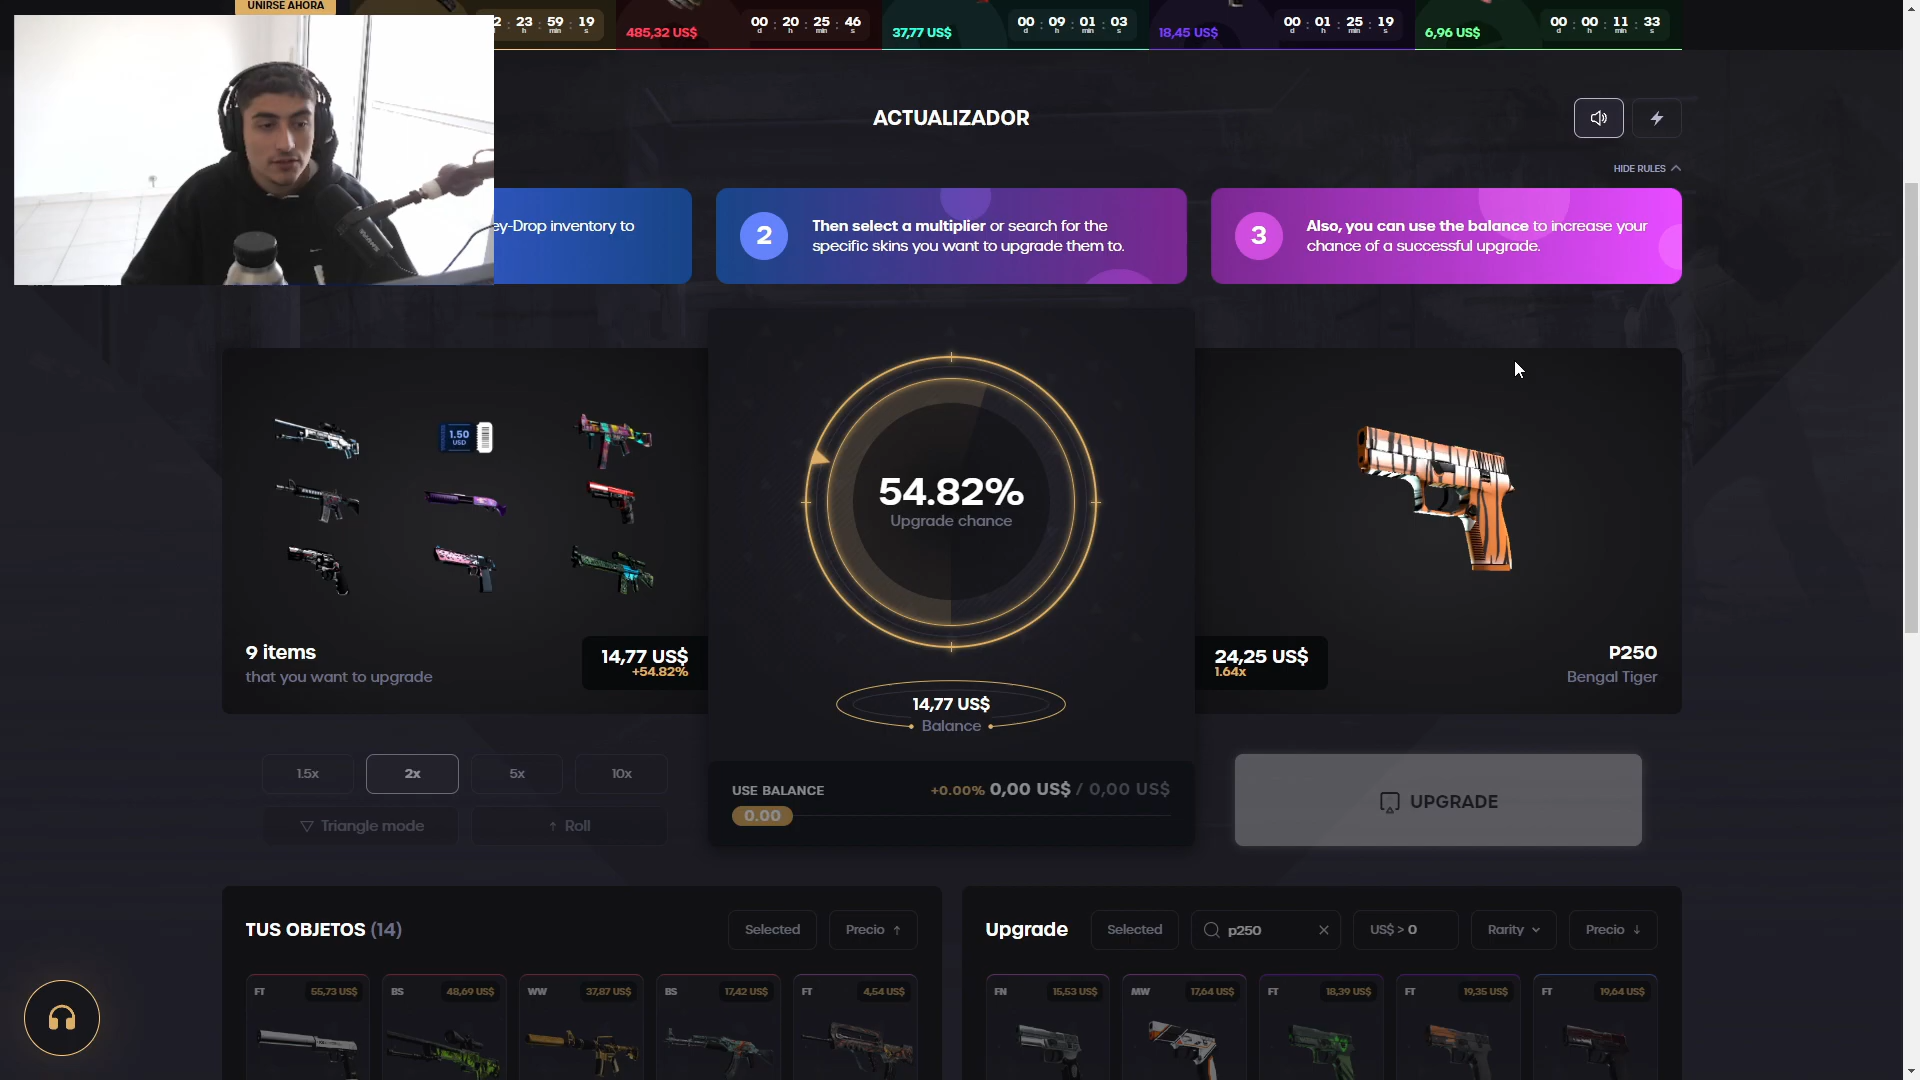 UNIRSE AHORA
2 : 23 : 59 : 19
h min s
485,32 US$
00 : 20 : 25 : 46
d h min s
37,77 US$
00 : 09 : 01 : 03
d h min s
18,45 US$
00 : 01 : 25 : 19
d h min s
6,96 US$
00 : 00 : 11 : 33
d h min s
ACTUALIZADOR
HIDE RULES
ey-Drop inventory to
2
Then select a multiplier or search for the
specific skins you want to upgrade them to.
3
Also, you can use the balance to increase your
chance of a successful upgrade.
1.50
USD
54.82%
Upgrade chance
9 items
that you want to upgrade
14,77 US$
+54.82%
24,25 US$
1.64x
P250
Bengal Tiger
14,77 US$
Balance
1.5x
2x
5x
10x
Triangle mode
Roll
USE BALANCE
+0.00% 0,00 US$ / 0,00 US$
0.00
UPGRADE
TUS OBJETOS (14)
Selected
Precio
Upgrade
Selected
p250
US$ > 0
Rarity
Precio
FT 55,73 US$
BS 48,69 US$
WW 37,87 US$
BS 17,42 US$
FT 4,54 US$
FN 15,53 US$
MW 17,64 US$
FT 18,39 US$
FT 19,35 US$
FT 19,64 US$